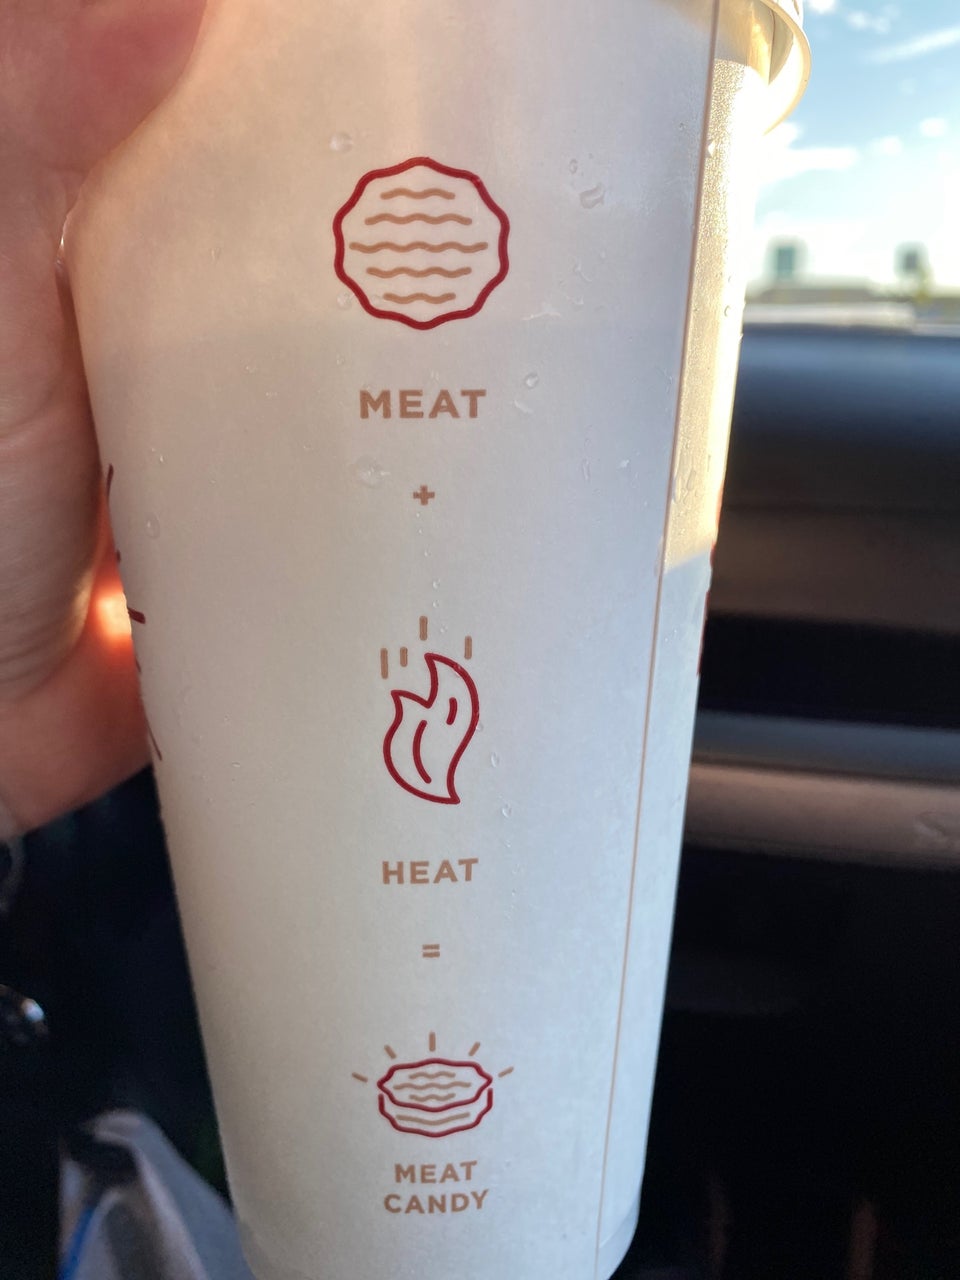 MEAT
+
HEAT
=
MEAT
CANDY